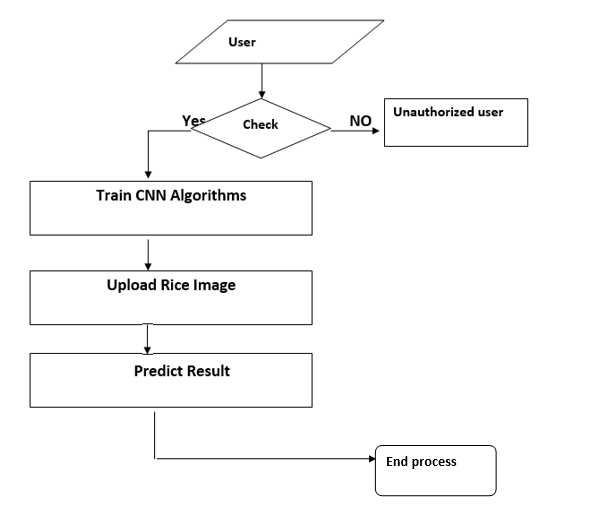 User
Yes
Check
NO
Unauthorized user
Train CNN Algorithms
Upload Rice Image
Predict Result
End process